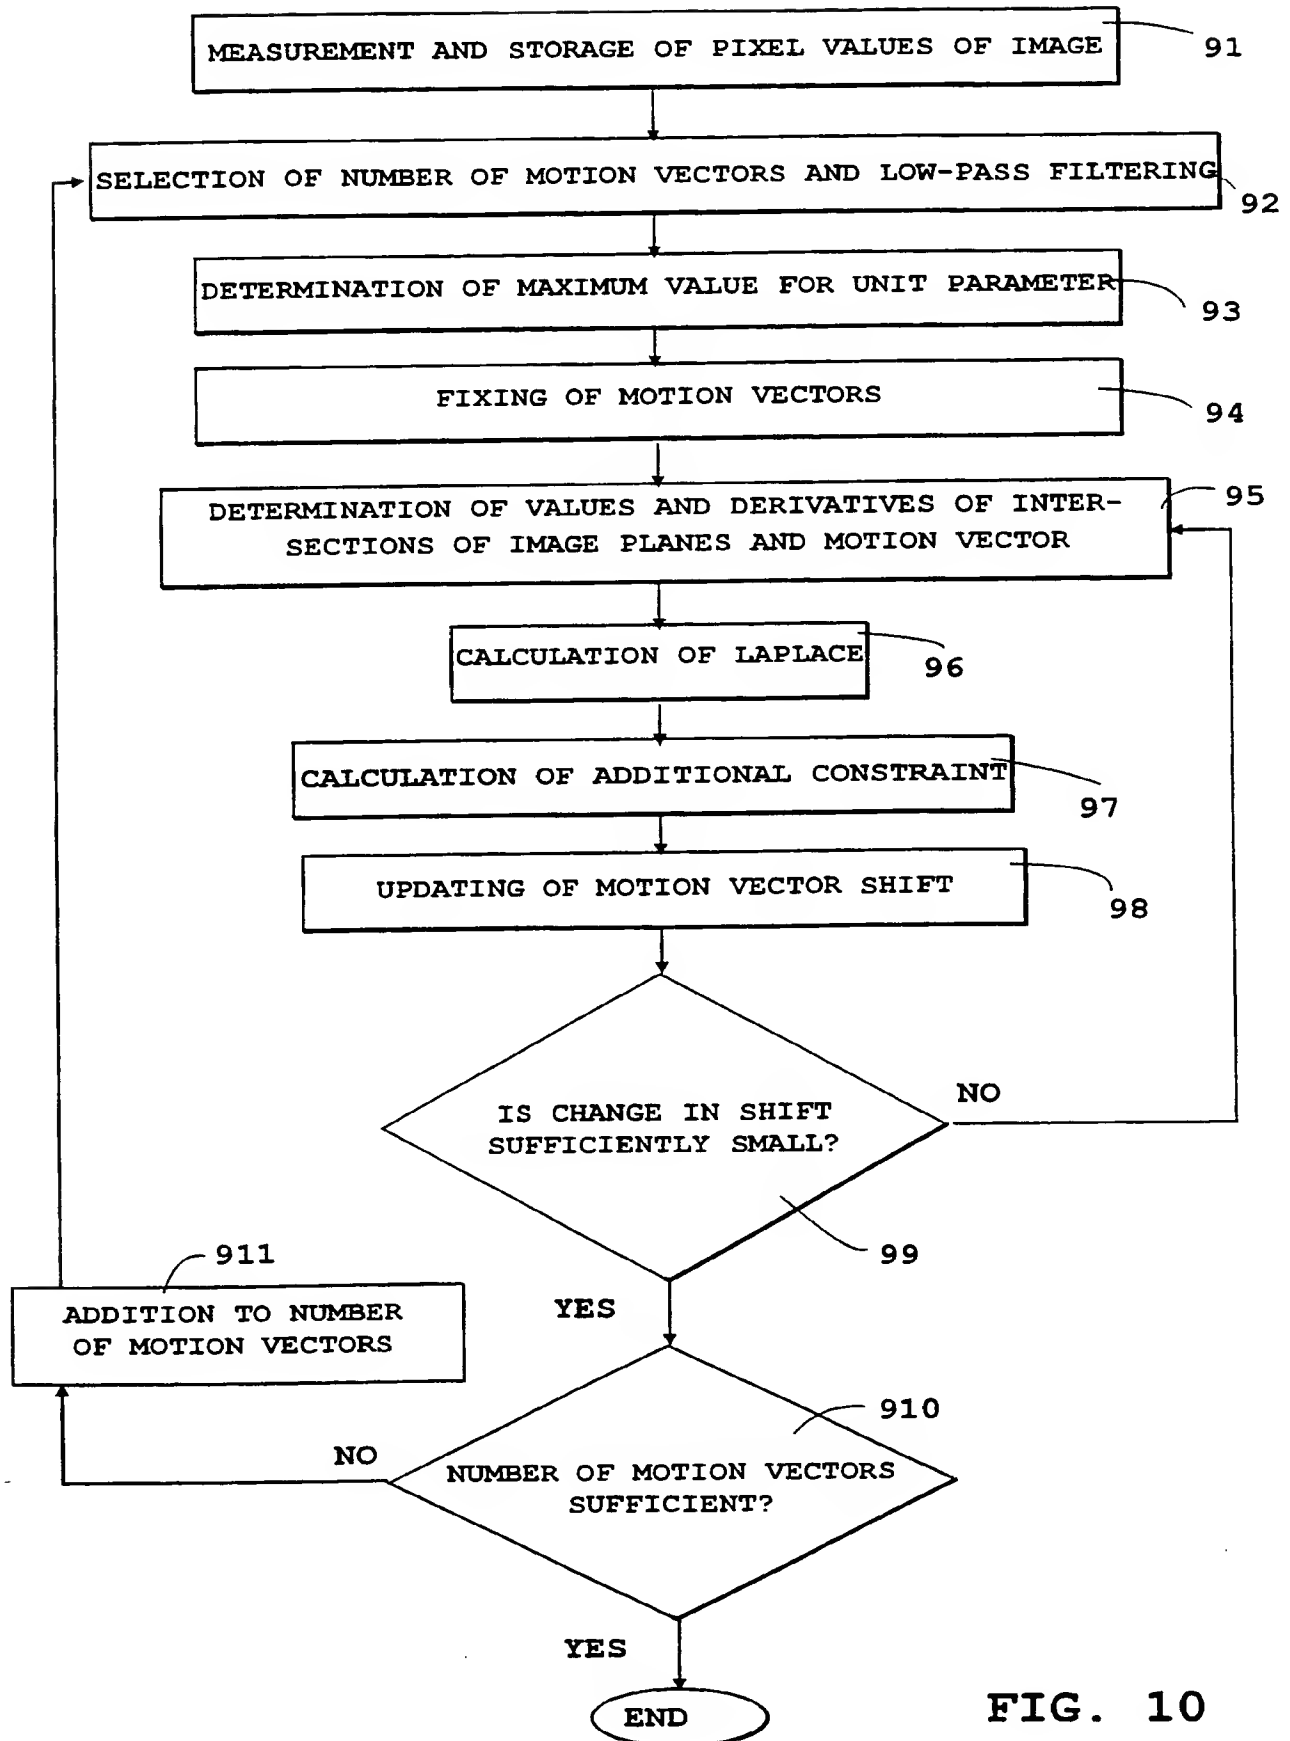 MEASUREMENT AND STORAGE OF PIXEL VALUES OF IMAGE
91
SELECTION OF NUMBER OF MOTION VECTORS AND LOW-PASS FILTERING
92
DETERMINATION OF MAXIMUM VALUE FOR UNIT PARAMETER
93
FIXING OF MOTION VECTORS
94
DETERMINATION OF VALUES AND DERIVATIVES OF INTER-
SECTIONS OF IMAGE PLANES AND MOTION VECTOR
95
CALCULATION OF LAPLACE
96
CALCULATION OF ADDITIONAL CONSTRAINT
97
UPDATING OF MOTION VECTOR SHIFT
98
IS CHANGE IN SHIFT
SUFFICIENTLY SMALL?
NO
99
YES
911
ADDITION TO NUMBER
OF MOTION VECTORS
910
NO
NUMBER OF MOTION VECTORS
SUFFICIENT?
YES
END
FIG. 10